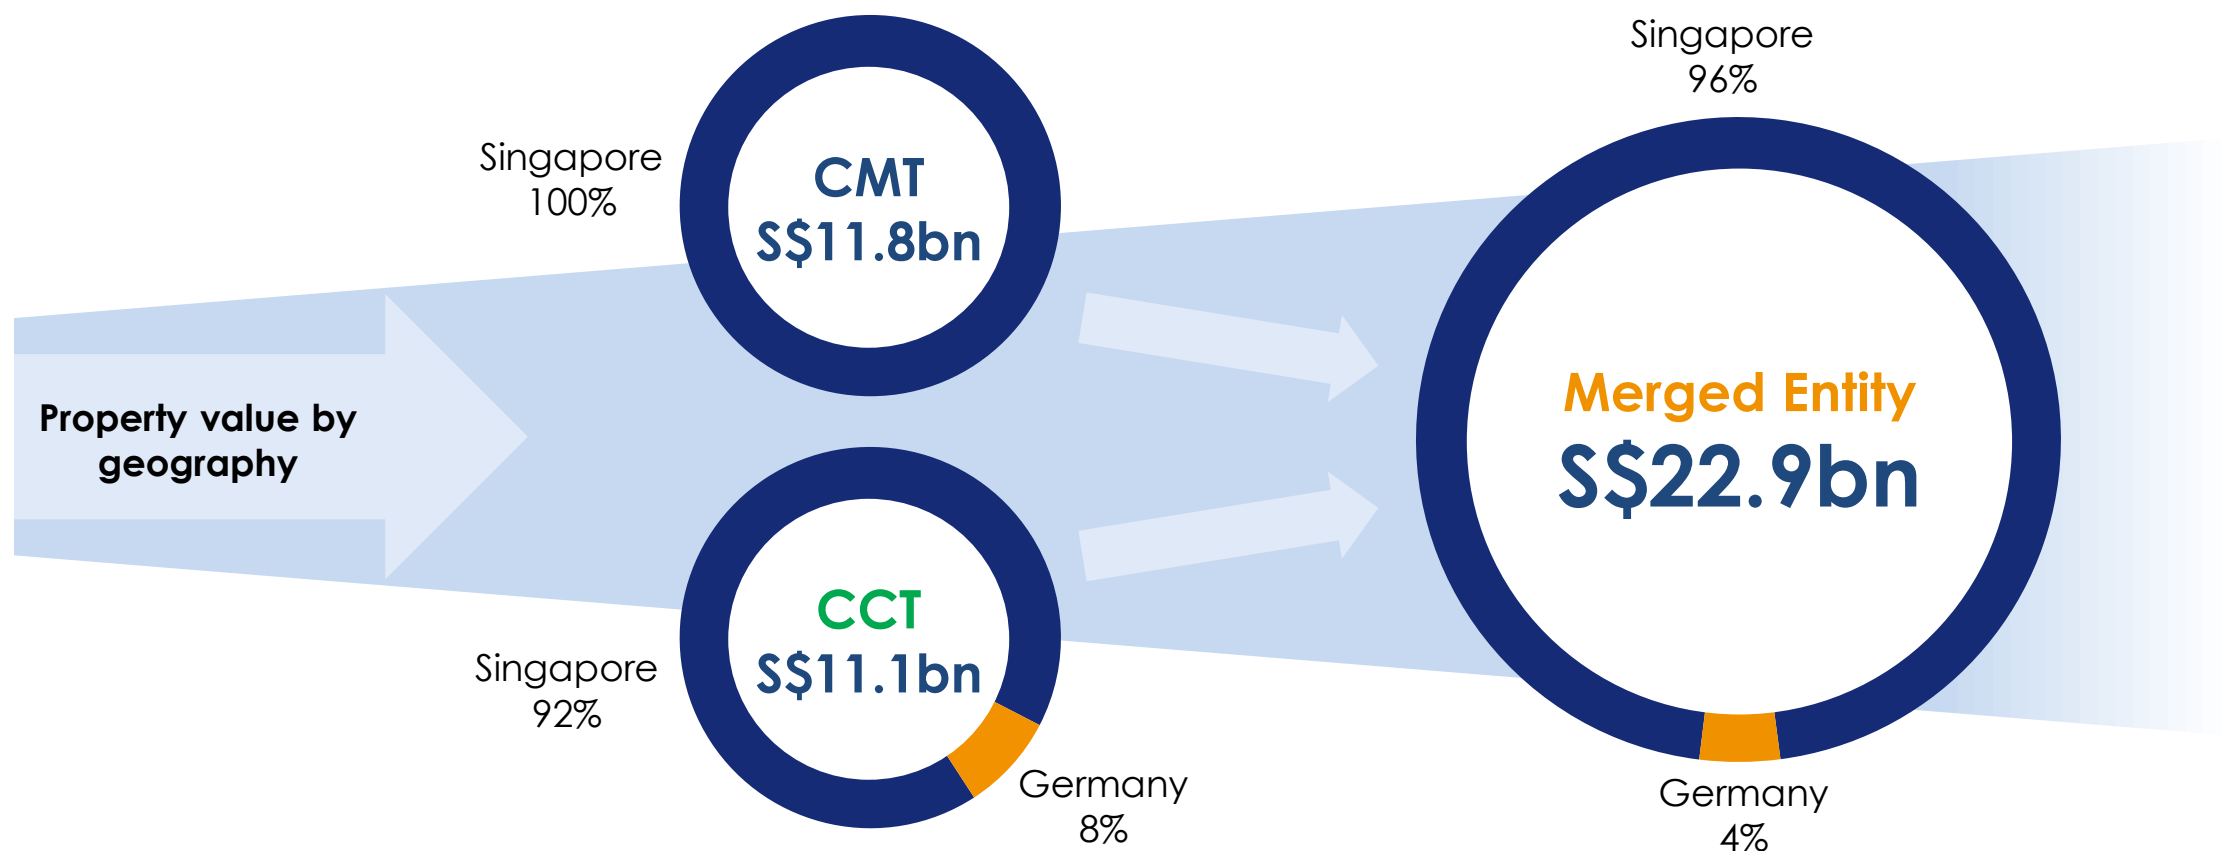 Property value by
geography
Singapore
100%
CMT
S$11.8bn
Singapore
92%
CCT
S$11.1bn
Germany
8%
Singapore
96%
Merged Entity
S$22.9bn
Germany
4%